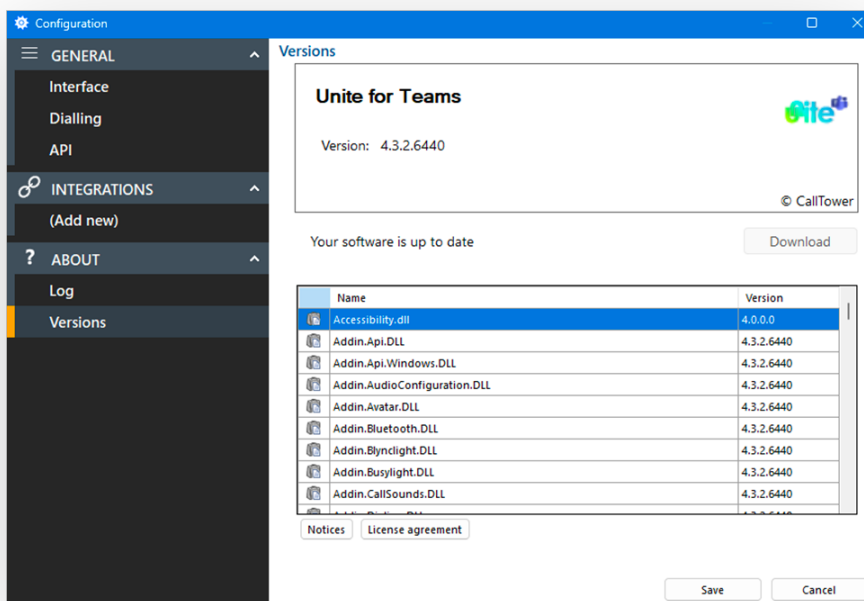 Configuration
GENERAL
Interface
Dialling
API
INTEGRATIONS
(Add new)
? ABOUT
Log
Versions
Versions
Unite for Teams
Version: 4.3.2.6440
© CallTower
Your software is up to date
Download
Name Version
Accessibility.dll 4.0.0.0
Addin.Api.DLL 4.3.2.6440
Addin.Api.Windows.DLL 4.3.2.6440
Addin.AudioConfiguration.DLL 4.3.2.6440
Addin.Avatar.DLL 4.3.2.6440
Addin.Bluetooth.DLL 4.3.2.6440
Addin.Blynclight.DLL 4.3.2.6440
Addin.Busylight.DLL 4.3.2.6440
Addin.CallSounds.DLL 4.3.2.6440
Notices License agreement
Save Cancel